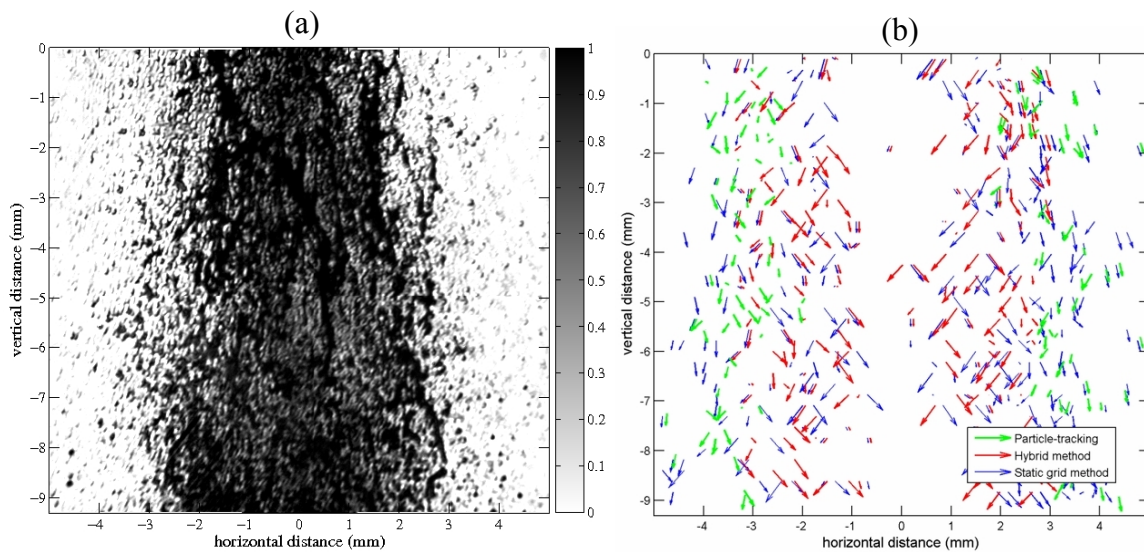 (a)
0
−1
−2
−3
−4
−5
−6
−7
−8
−9
vertical distance (mm)
−4 −3 −2 −1 0 1 2 3 4
horizontal distance (mm)
1
0.9
0.8
0.7
0.6
0.5
0.4
0.3
0.2
0.1
0
(b)
0
-1
-2
-3
-4
-5
-6
-7
-8
-9
vertical distance (mm)
-4 -3 -2 -1 0 1 2 3 4
horizontal distance (mm)
Particle-tracking
Hybrid method
Static grid method